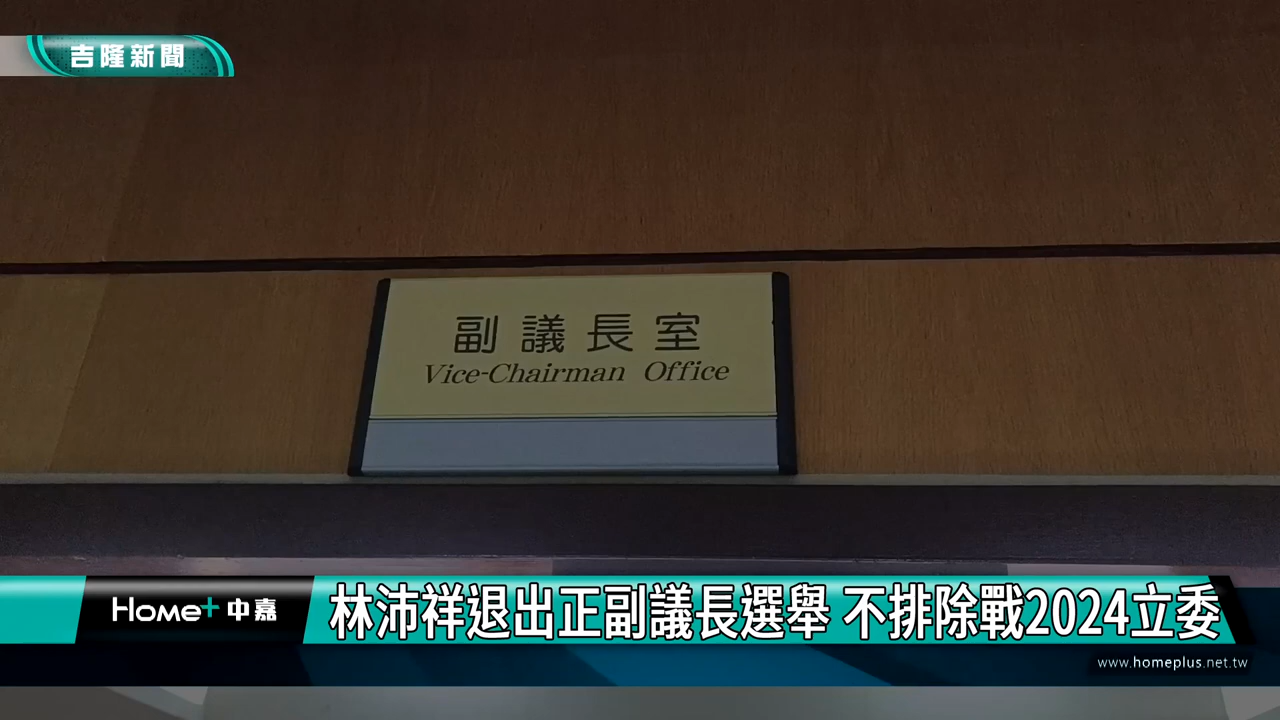 吉隆新聞
副議長室
Vice-Chairman Office
Home+中嘉
林沛祥退出正副議長選舉 不排除戰2024立委
www.homeplus.net.tw